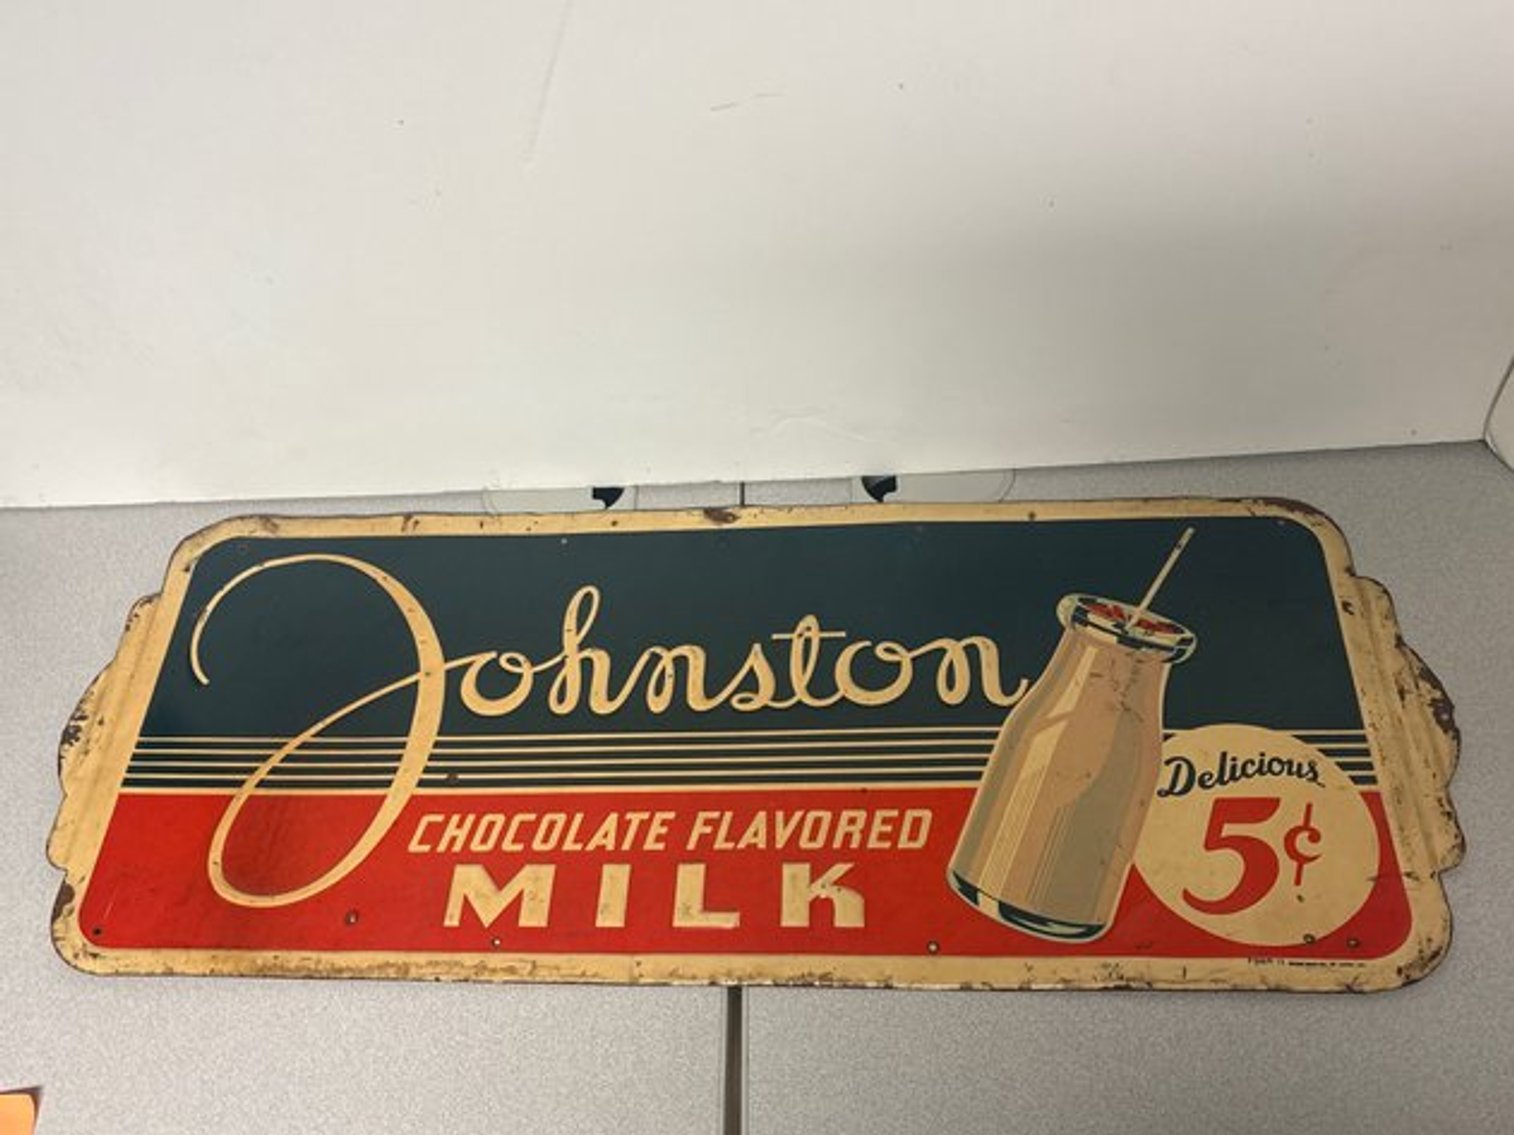 Johnston
CHOCOLATE FLAVORED
MILK
Delicious
5¢